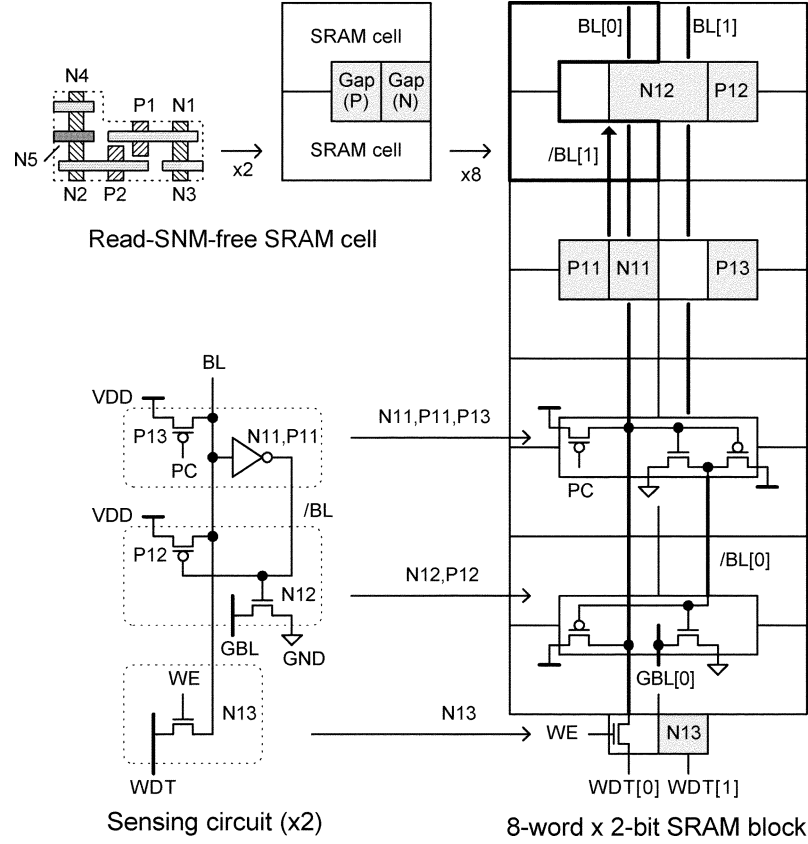 N4
P1 N1
N5
N2 P2 N3
x2
Read-SNM-free SRAM cell
SRAM cell
Gap (P)
Gap (N)
SRAM cell
x8
BL[0]
BL[1]
N12
P12
/BL[1]
P11
N11
P13
BL
VDD
P13
PC
N11,P11
/BL
VDD
P12
N12
GBL
GND
WE
N13
WDT
Sensing circuit (x2)
N11,P11,P13
N12,P12
N13
PC
/BL[0]
GBL[0]
WE
N13
WDT[0]
WDT[1]
8-word x 2-bit SRAM block